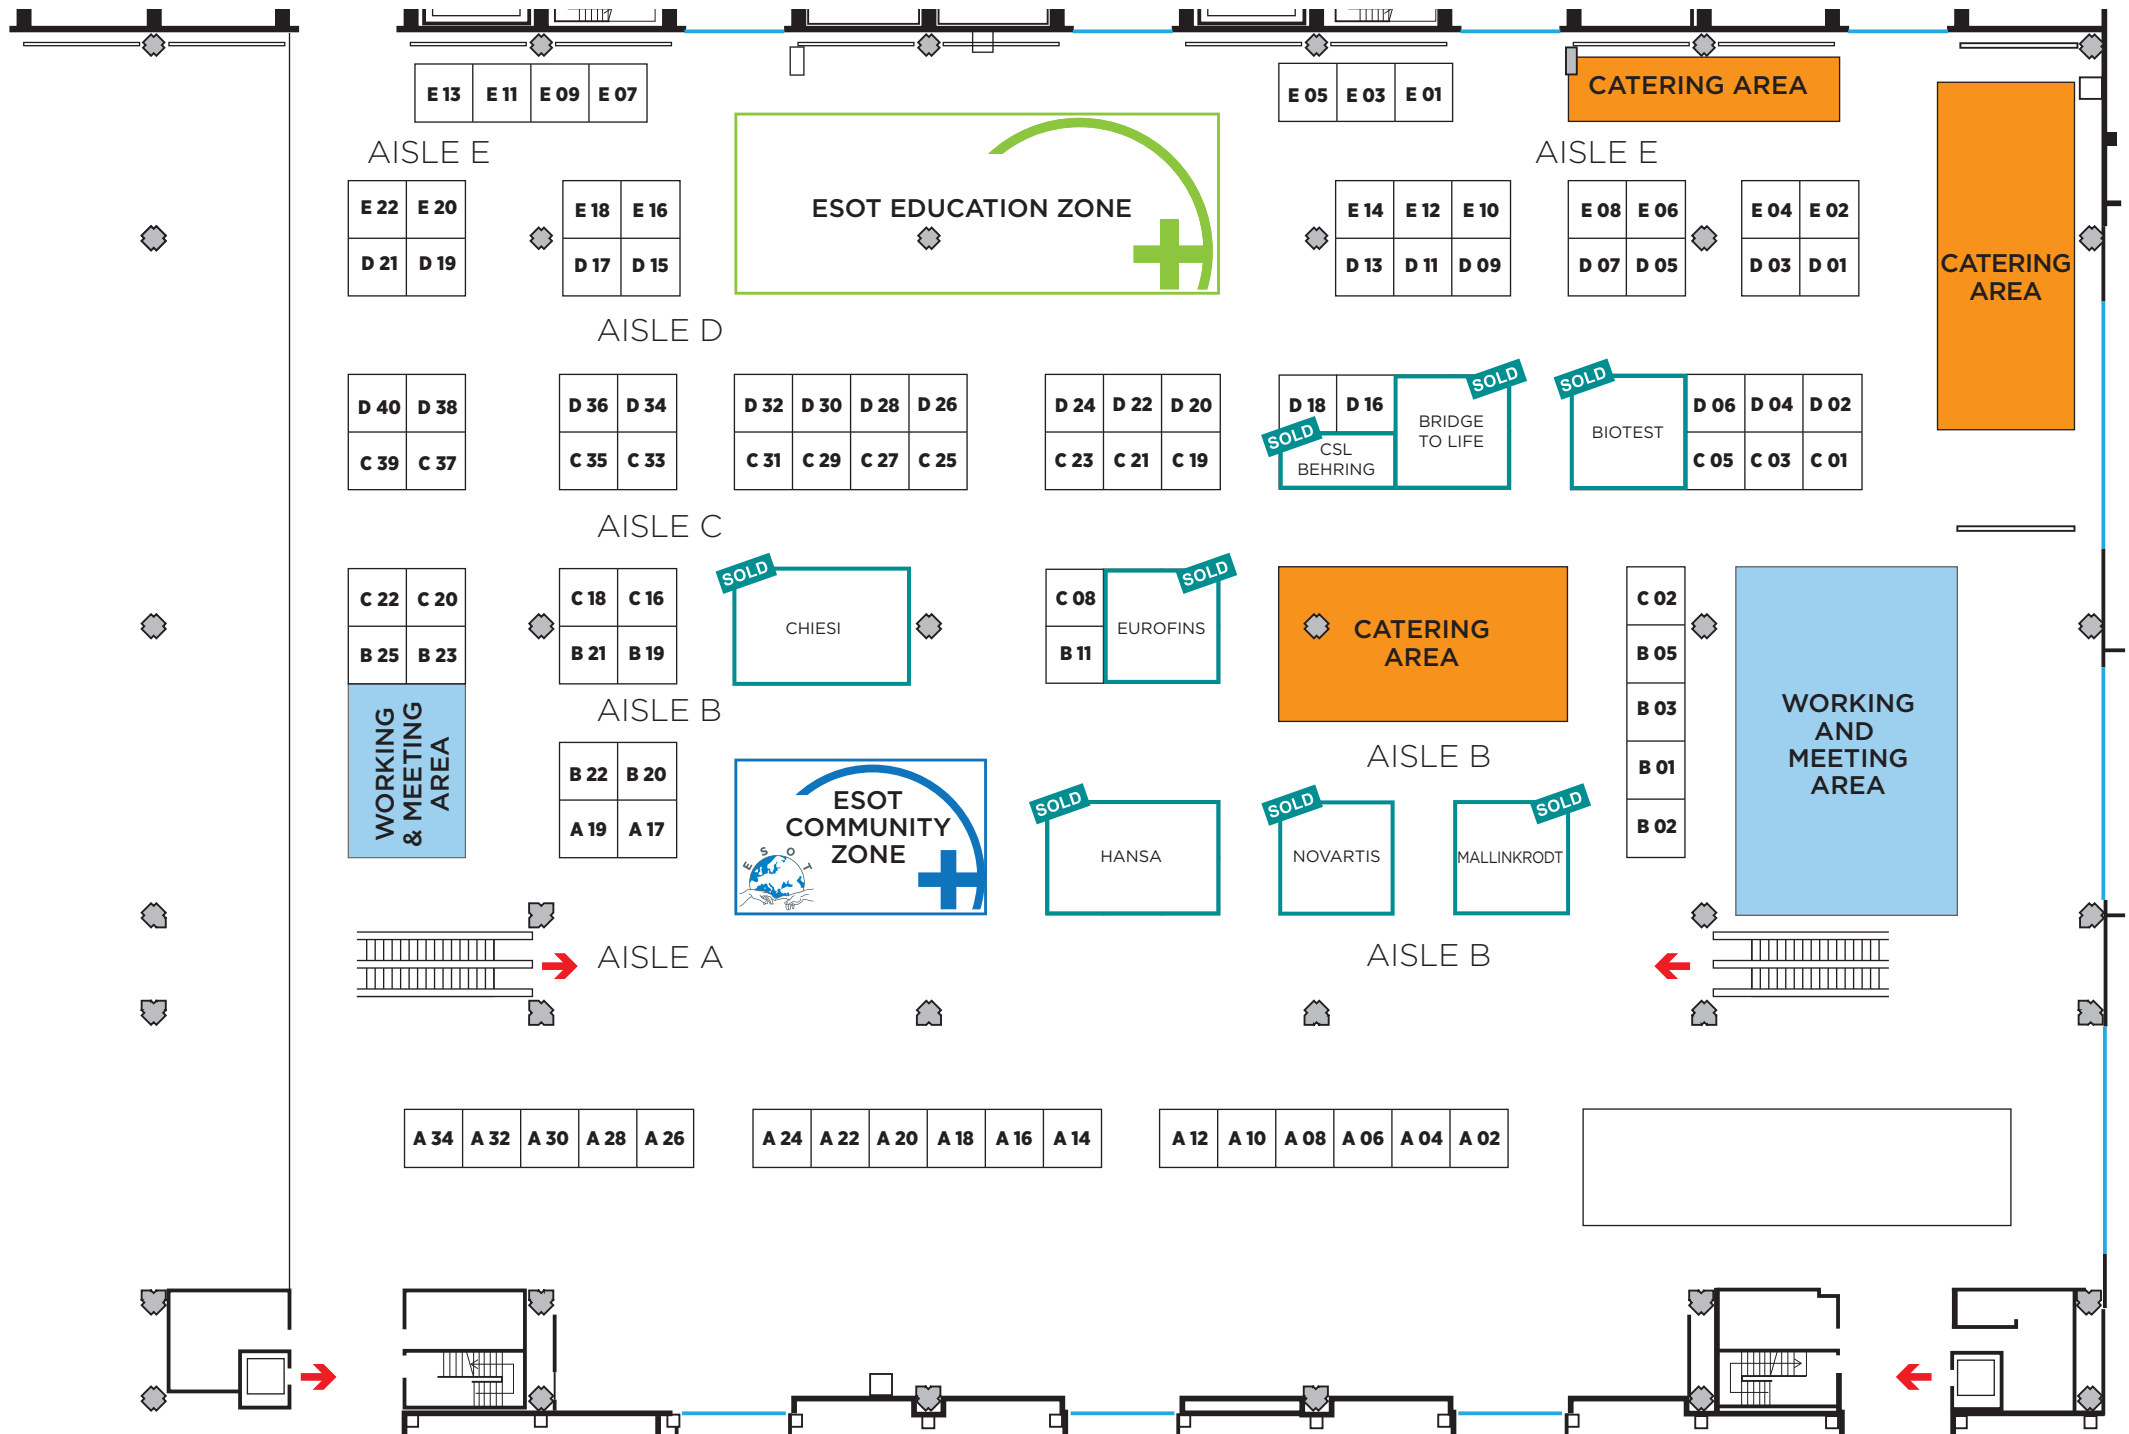 E 13 E 11 E 09 E 07
E 05 E 03 E 01
CATERING AREA
AISLE E
AISLE E
E 22 E 20
D 21 D 19
E 18 E 16
D 17 D 15
ESOT EDUCATION ZONE
E 14 E 12 E 10
D 13 D 11 D 09
E 08 E 06
D 07 D 05
E 04 E 02
D 03 D 01
CATERING
AREA
AISLE D
D 40 D 38
C 39 C 37
D 36 D 34
C 35 C 33
D 32 D 30 D 28 D 26
C 31 C 29 C 27 C 25
D 24 D 22 D 20
C 23 C 21 C 19
D 18 D 16
SOLD
CSL
BEHRING
SOLD
BRIDGE
TO LIFE
SOLD
BIOTEST
D 06 D 04 D 02
C 05 C 03 C 01
AISLE C
C 22 C 20
B 25 B 23
C 18 C 16
B 21 B 19
SOLD
CHIESI
C 08
B 11
SOLD
EUROFINS
CATERING
AREA
C 02
B 05
B 03
B 01
B 02
WORKING
AND
MEETING
AREA
WORKING
& MEETING
AREA
AISLE B
AISLE B
B 22 B 20
A 19 A 17
ESOT
COMMUNITY
ZONE
E S O T
SOLD
HANSA
SOLD
NOVARTIS
SOLD
MALLINKRODT
AISLE A
AISLE B
A 34 A 32 A 30 A 28 A 26
A 24 A 22 A 20 A 18 A 16 A 14
A 12 A 10 A 08 A 06 A 04 A 02